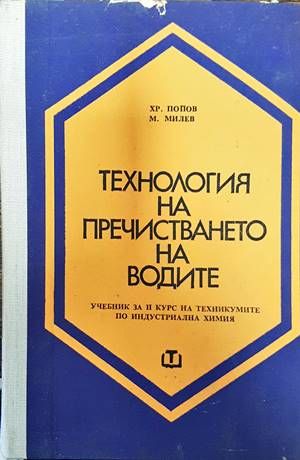 ХР. ПОПОВ
М. МИЛЕВ
ТЕХНОЛОГИЯ
НА
ПРЕЧИСТВАНЕТО
НА
ВОДИТЕ
УЧЕБНИК ЗА II КУРС НА ТЕХНИКУМИТЕ
ПО ИНДУСТРИАЛНА ХИМИЯ
Т